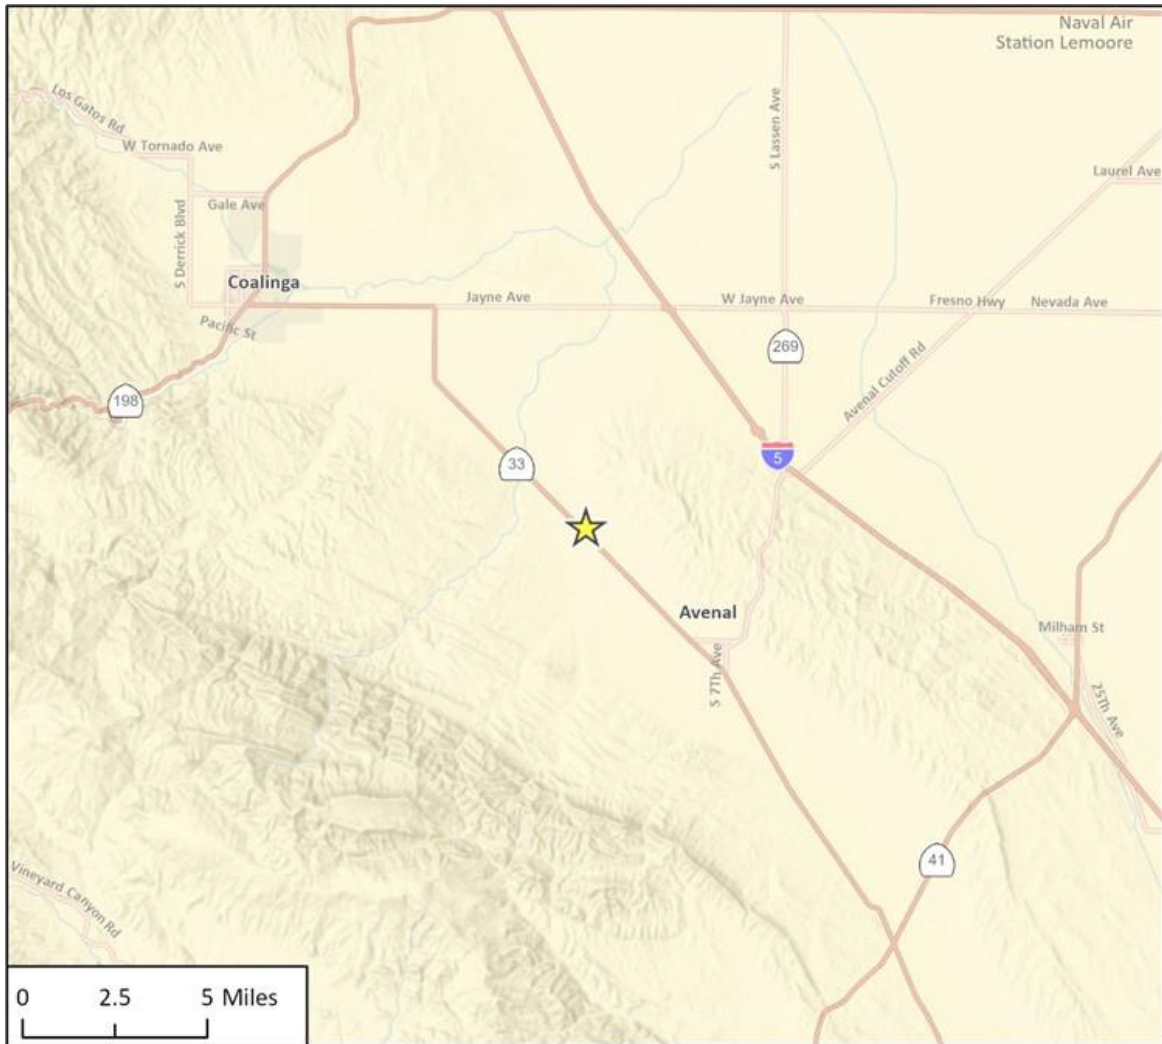 Naval Air
Station Lemoore
Los Gatos Rd
W Tornado Ave
S Lassen Ave
Laurel Ave
Gale Ave
S Derrick Blvd
Coalinga
Jayne Ave
W Jayne Ave
Fresno Hwy
Nevada Ave
Pacific St
269
Avenal Cutoff Rd
198
33
5
Avenal
Milham St
S 7Th Ave
25Th Ave
41
Vineyard Canyon Rd
0 2.5 5 Miles